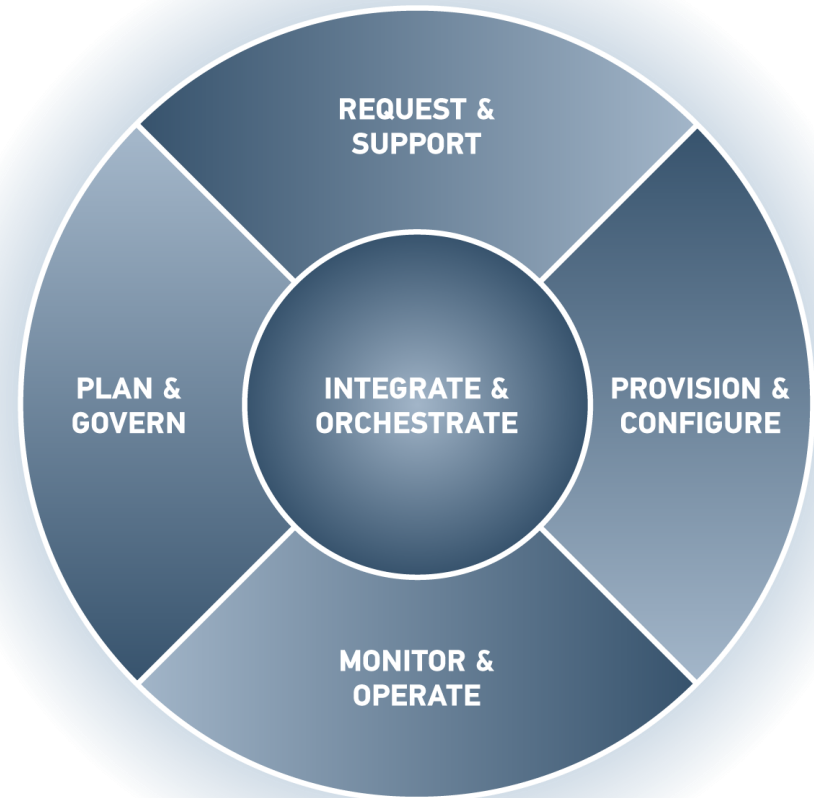 REQUEST &
SUPPORT
PLAN &
GOVERN
INTEGRATE &
ORCHESTRATE
PROVISION &
CONFIGURE
MONITOR &
OPERATE